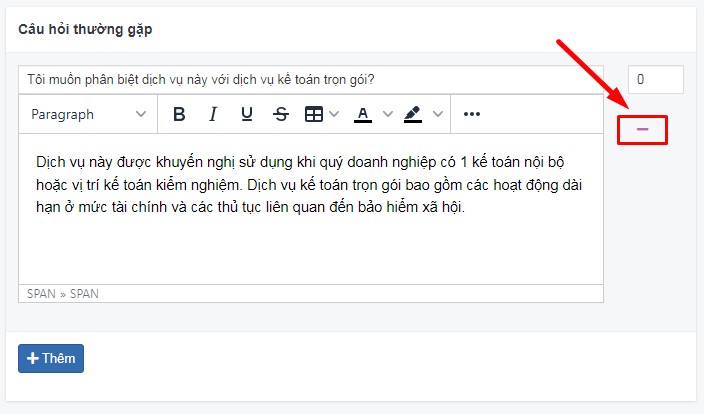 Câu hỏi thường gặp
Tôi muốn phân biệt dịch vụ này với dịch vụ kế toán trọn gói?
0
Paragraph
B I U S A
Dịch vụ này được khuyến nghị sử dụng khi quý doanh nghiệp có 1 kế toán nội bộ
hoặc vị trí kế toán kiểm nghiệm. Dịch vụ kế toán trọn gói bao gồm các hoạt động dài
hạn ở mức tài chính và các thủ tục liên quan đến bảo hiểm xã hội.
SPAN » SPAN
Thêm